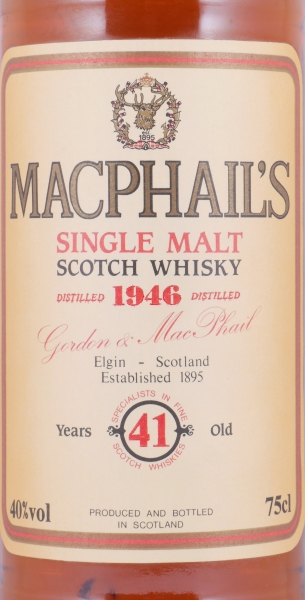 1895
MACPHAIL'S
SINGLE MALT
SCOTCH WHISKY
DISTILLED 1946 DISTILLED
Gordon & MacPhail
Elgin - Scotland
Established 1895
SPECIALISTS IN FINE
Years 41 Old
SCOTCH WHISKIES
40%vol
PRODUCED AND BOTTLED
IN SCOTLAND
75cl